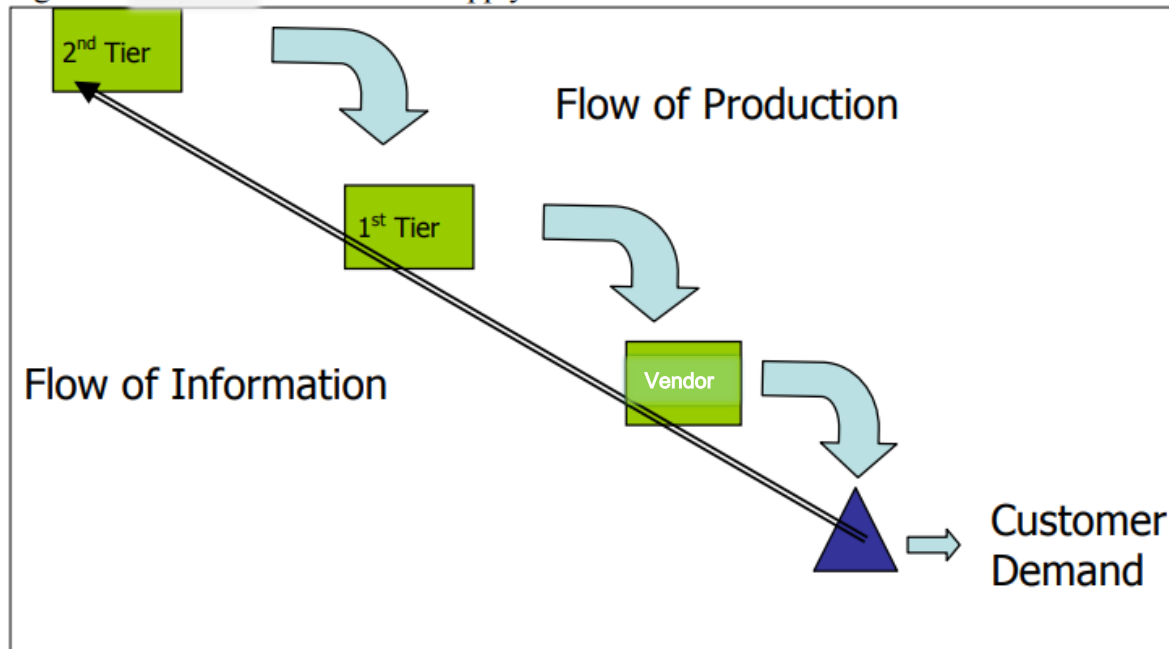 2nd Tier
Flow of Production
1st Tier
Vendor
Flow of Information
Customer
Demand